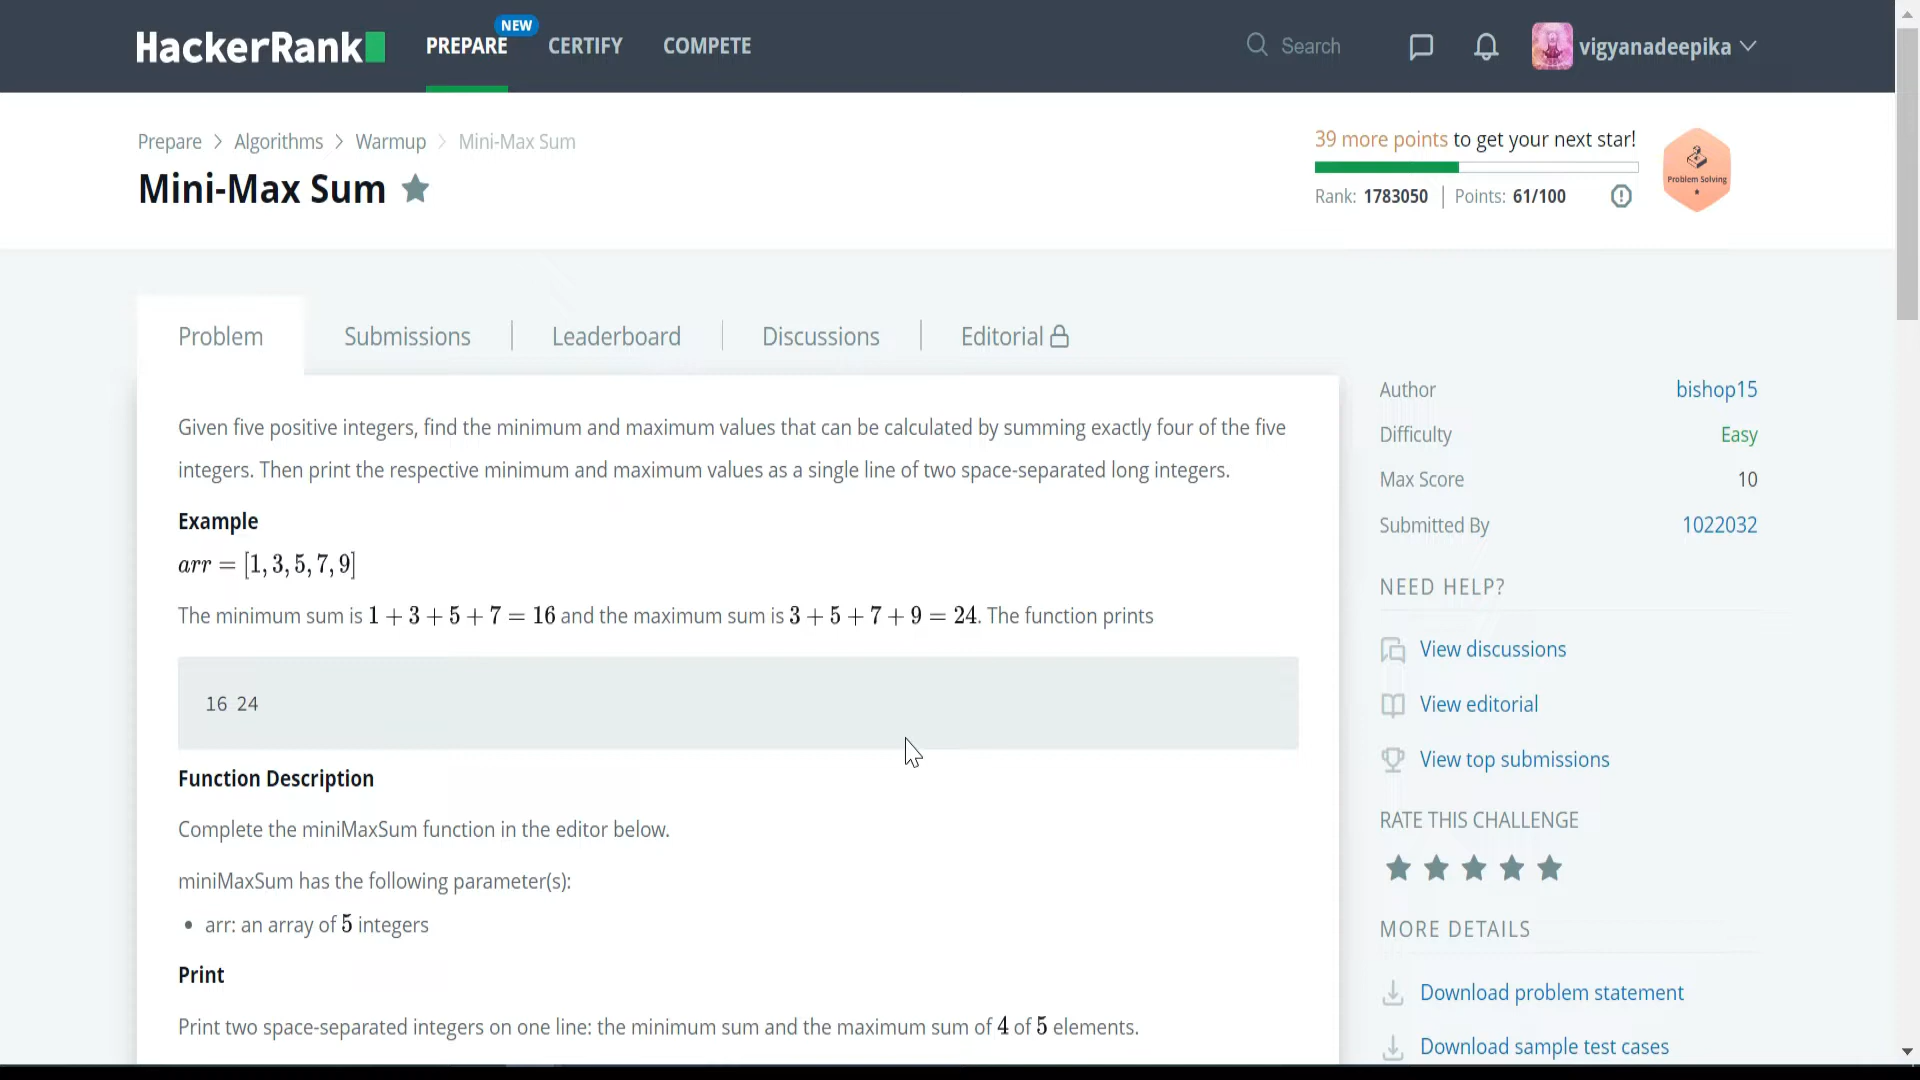 HackerRank
PREPARE
NEW
CERTIFY
COMPETE
Search
vigyanadeepika
Prepare > Algorithms > Warmup > Mini-Max Sum
Mini-Max Sum
39 more points to get your next star!
Rank: 1783050 | Points: 61/100
Problem Solving
Problem
Submissions
Leaderboard
Discussions
Editorial
Given five positive integers, find the minimum and maximum values that can be calculated by summing exactly four of the five
integers. Then print the respective minimum and maximum values as a single line of two space-separated long integers.
Example
arr = [1, 3, 5, 7, 9]
The minimum sum is 1 + 3 + 5 + 7 = 16 and the maximum sum is 3 + 5 + 7 + 9 = 24. The function prints
16 24
Function Description
Complete the miniMaxSum function in the editor below.
miniMaxSum has the following parameter(s):
• arr: an array of 5 integers
Print
Print two space-separated integers on one line: the minimum sum and the maximum sum of 4 of 5 elements.
Author bishop15
Difficulty Easy
Max Score 10
Submitted By 1022032
NEED HELP?
View discussions
View editorial
View top submissions
RATE THIS CHALLENGE
MORE DETAILS
Download problem statement
Download sample test cases